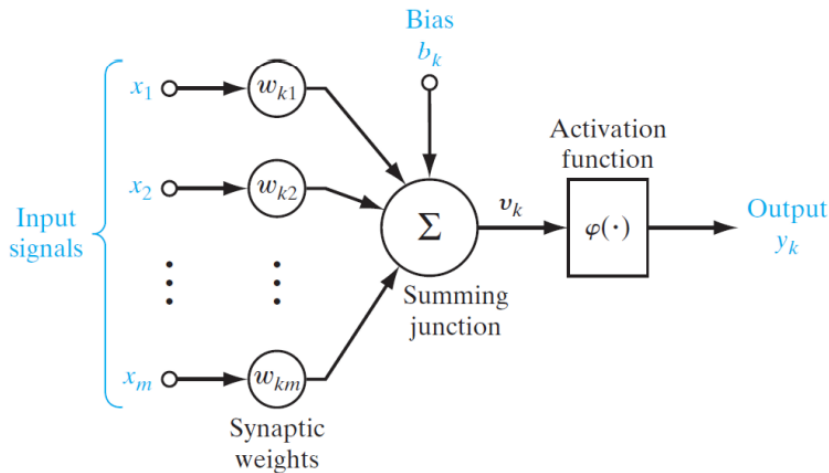 Bias
b_k
x_1
w_k1
Activation
function
x_2
w_k2
Input
signals
Σ
v_k
φ(·)
Output
y_k
Summing
junction
x_m
w_km
Synaptic
weights